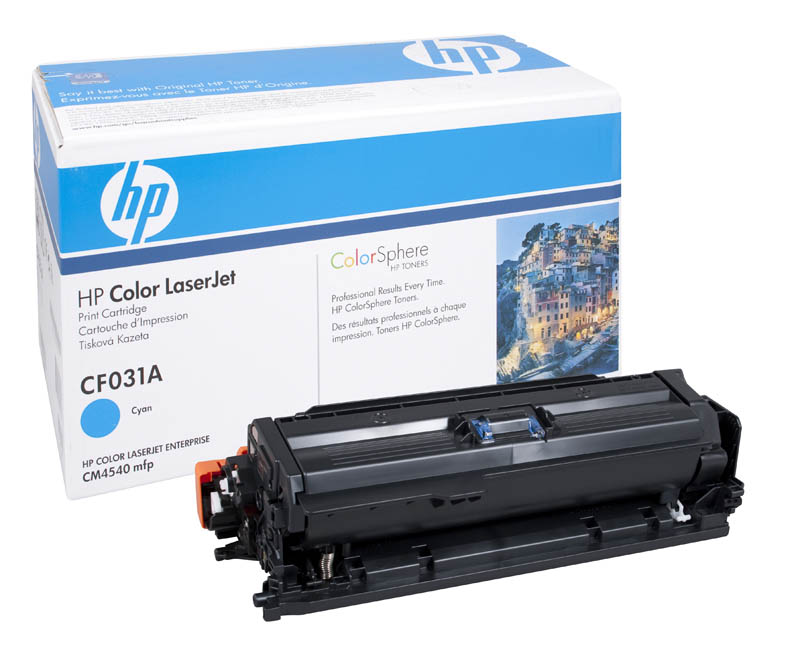 hp
Say it best with Original HP Toner.
Exprimez-vous avec le Toner HP d'Origine.
hp
HP Color LaserJet
Print Cartridge
Cartouche d'Impression
Tisková Kazeta
CF031A
Cyan
HP COLOR LASERJET ENTERPRISE
CM4540 mfp
ColorSphere
HP TONERS
Professional Results Every Time.
HP ColorSphere Toners.
Des résultats professionnels à chaque
impression. Toners HP ColorSphere.